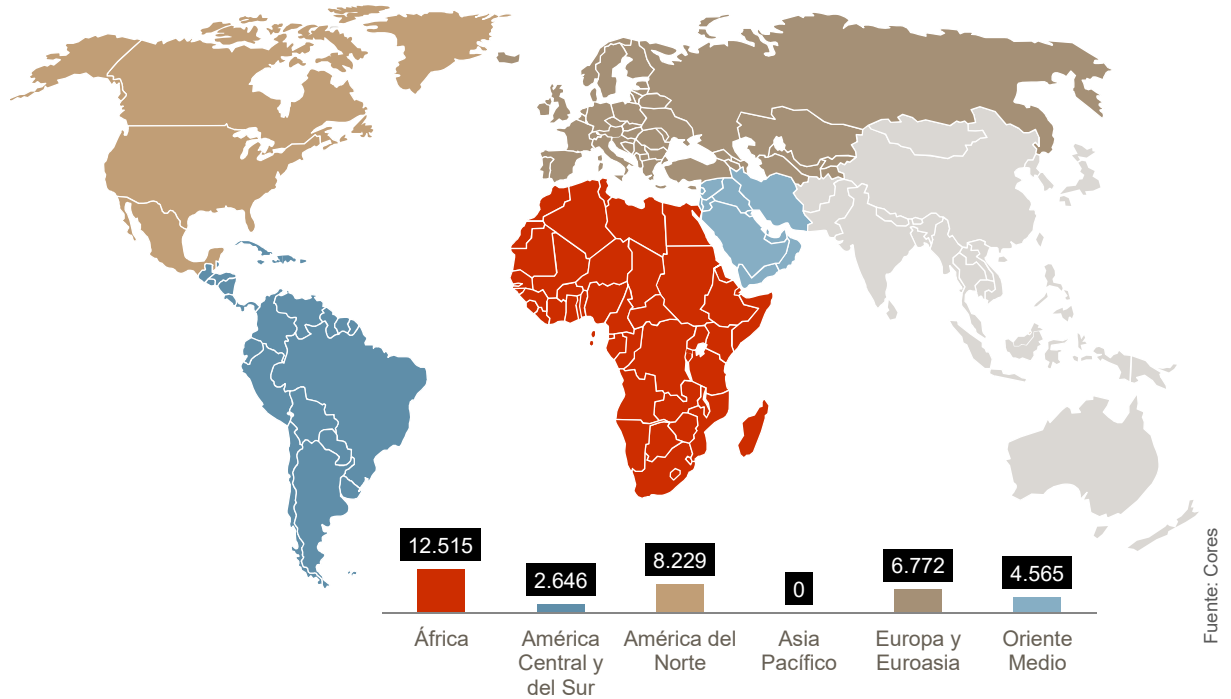 12.515
2.646
8.229
0
6.772
4.565
África
América
Central y
del Sur
América del
Norte
Asia
Pacífico
Europa y
Euroasia
Oriente
Medio
Fuente: Cores